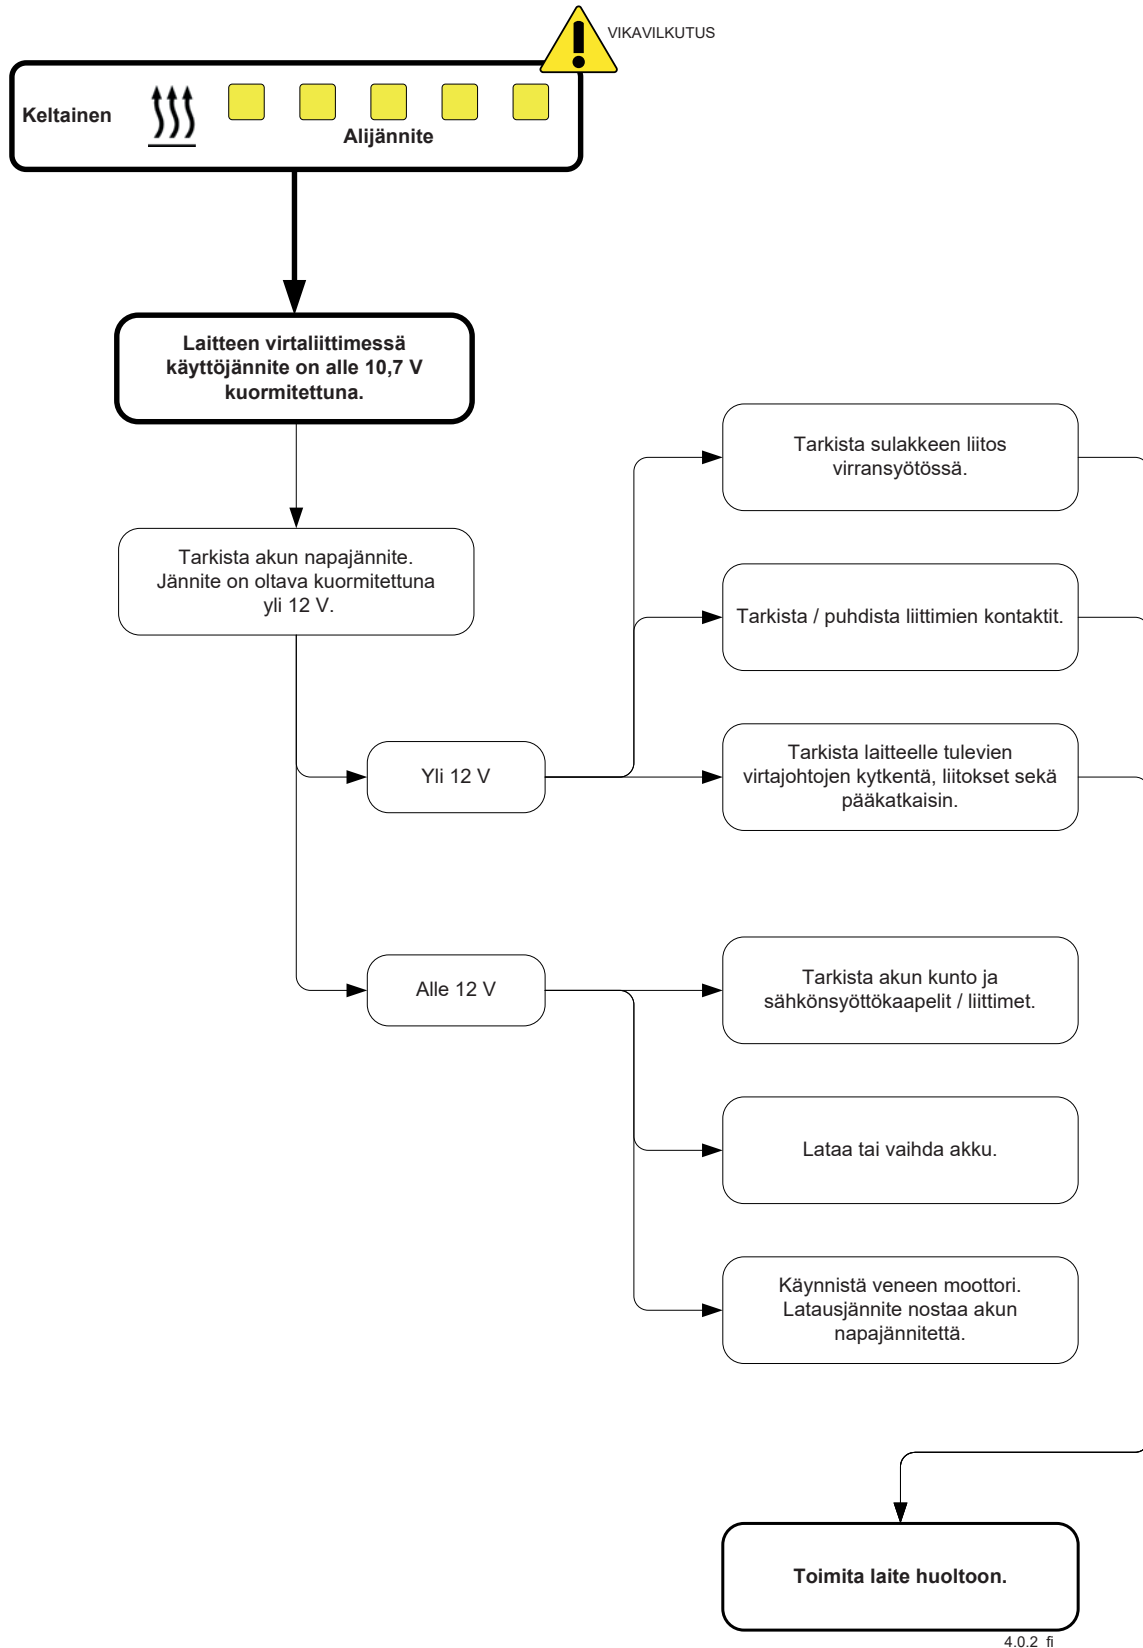 VIKAVILKUTUS
Keltainen
Alijännite
Laitteen virtaliittimessä
käyttöjännite on alle 10,7 V
kuormitettuna.
Tarkista akun napajännite.
Jännite on oltava kuormitettuna
yli 12 V.
Tarkista sulakkeen liitos
virransyötössä.
Tarkista / puhdista liittimien kontaktit.
Yli 12 V
Tarkista laitteelle tulevien
virtajohtojen kytkentä, liitokset sekä
pääkatkaisin.
Alle 12 V
Tarkista akun kunto ja
sähkönsyöttökaapelit / liittimet.
Lataa tai vaihda akku.
Käynnistä veneen moottori.
Latausjännite nostaa akun
napajännitettä.
Toimita laite huoltoon.
4.0.2_fi